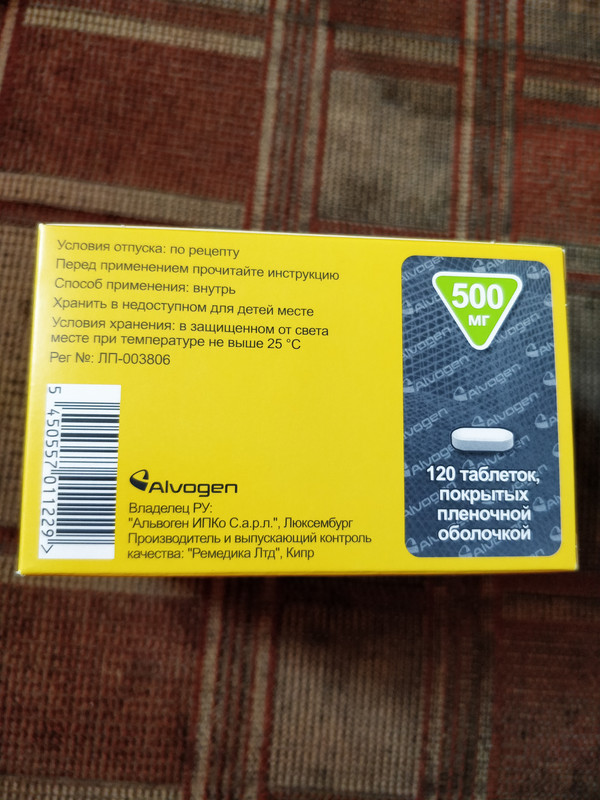 Условия отпуска: по рецепту
Перед применением прочитайте инструкцию
Способ применения: внутрь
Хранить в недоступном для детей месте
Условия хранения: в защищенном от света
месте при температуре не выше 25 °C
Рег №: ЛП-003806
5 450557 011229 >
Alvogen
Владелец РУ:
"Альвоген ИПКо С.а.р.л.", Люксембург
Производитель и выпускающий контроль
качества: "Ремедика Лтд", Кипр
500
мг
120 таблеток,
покрытых
пленочной
оболочкой